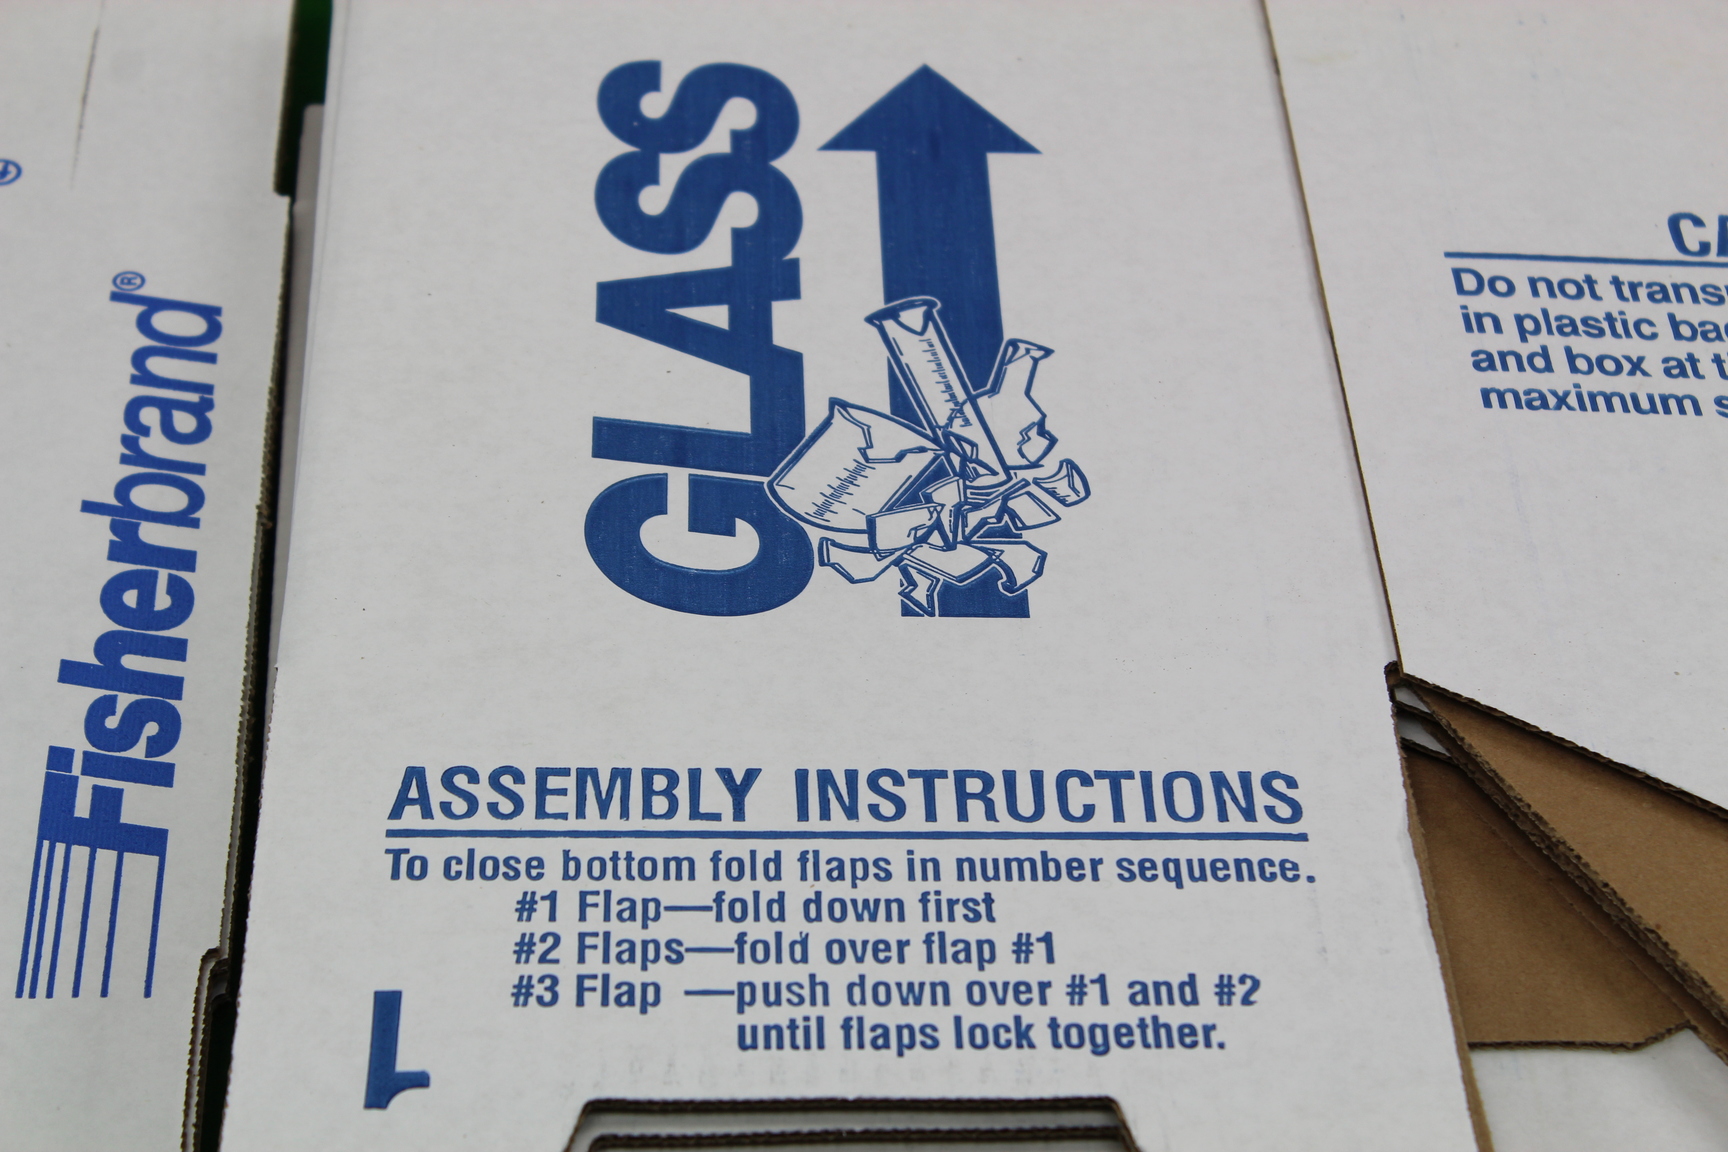 Fisherbrand®
GLASS
ASSEMBLY INSTRUCTIONS
To close bottom fold flaps in number sequence.
#1 Flap—fold down first
#2 Flaps—fold over flap #1
#3 Flap —push down over #1 and #2
until flaps lock together.
1
Do not
in plastic
and box at
maximum